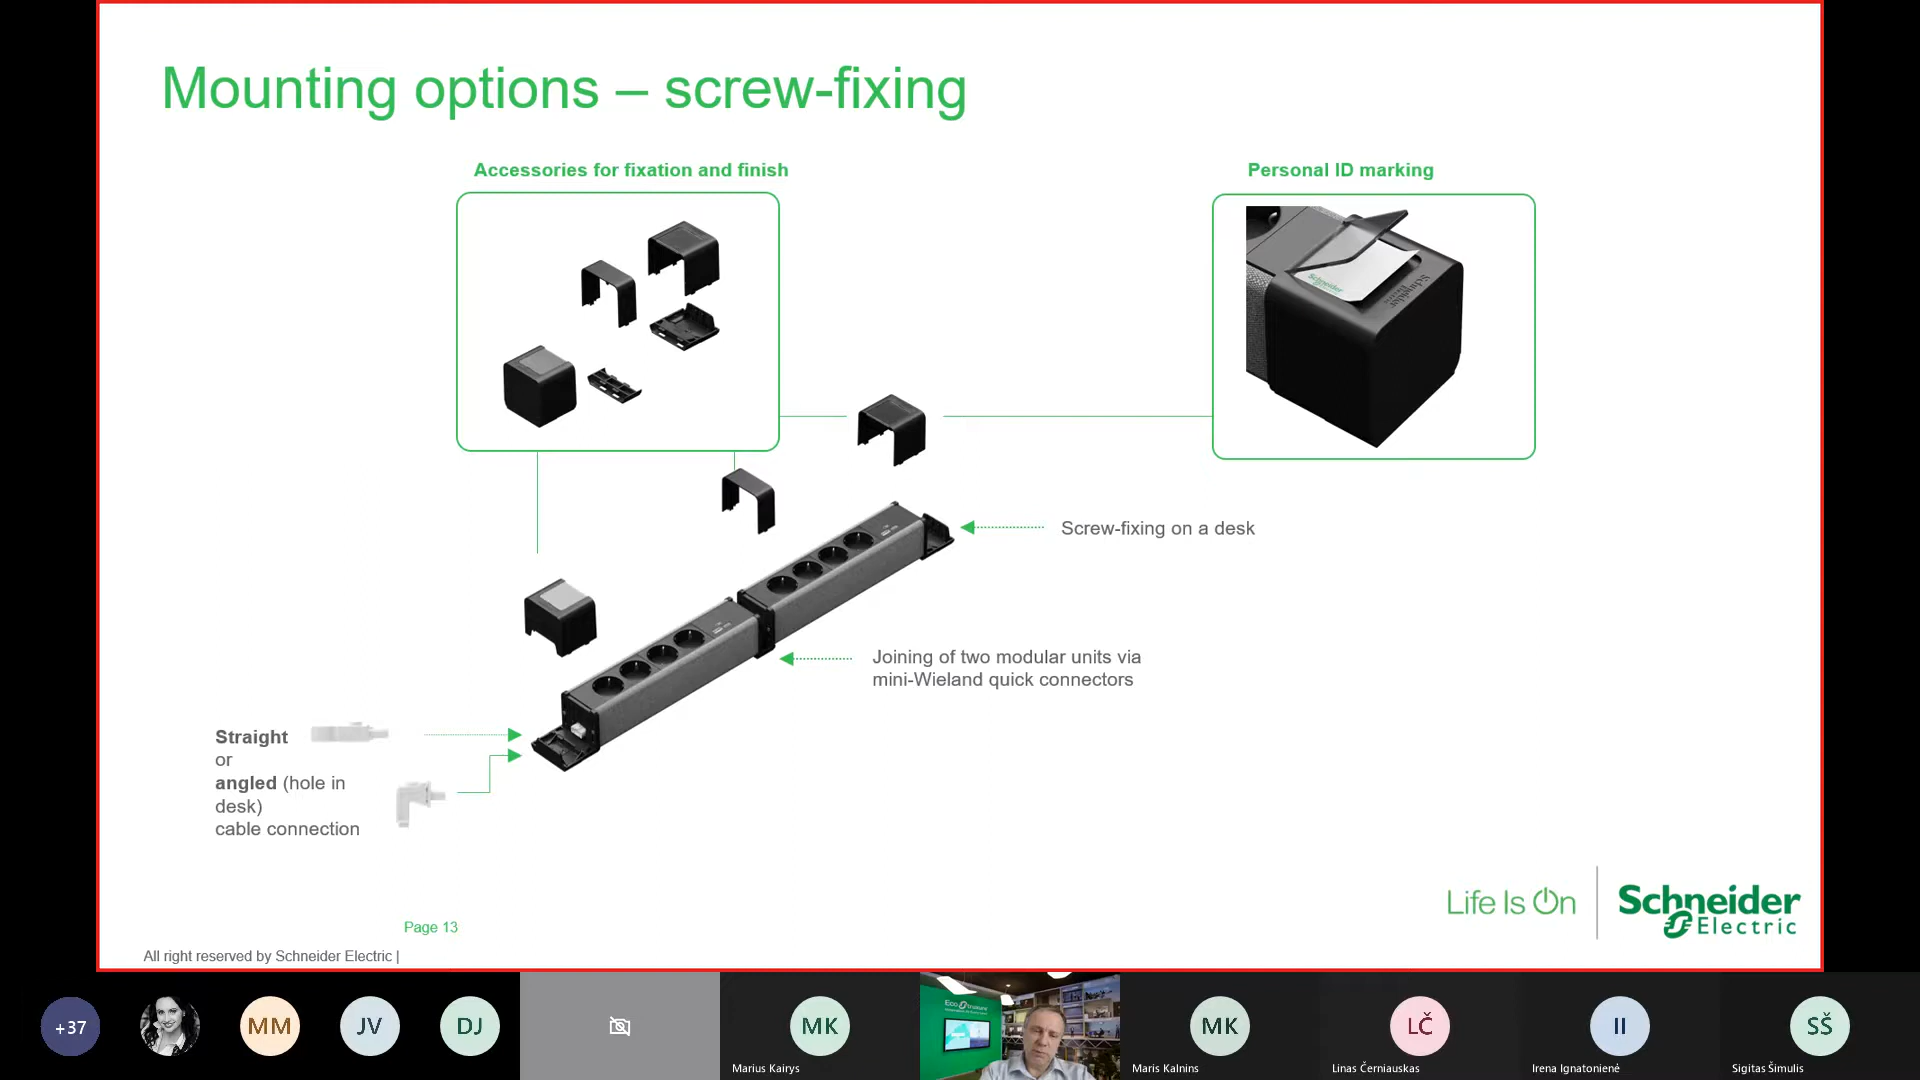 Mounting options – screw-fixing
Accessories for fixation and finish
Personal ID marking
Schneider
Schneider
Electric
Screw-fixing on a desk
Joining of two modular units via
mini-Wieland quick connectors
Straight
or
angled (hole in
desk)
cable connection
Life Is On
Schneider
Electric
Page 13
All right reserved by Schneider Electric |
+37
MM
JV
DJ
MK
Marius Kairys
MK
Maris Kalnins
LČ
Linas Černiauskas
II
Irena Ignatonienė
SŠ
Sigitas Šimulis